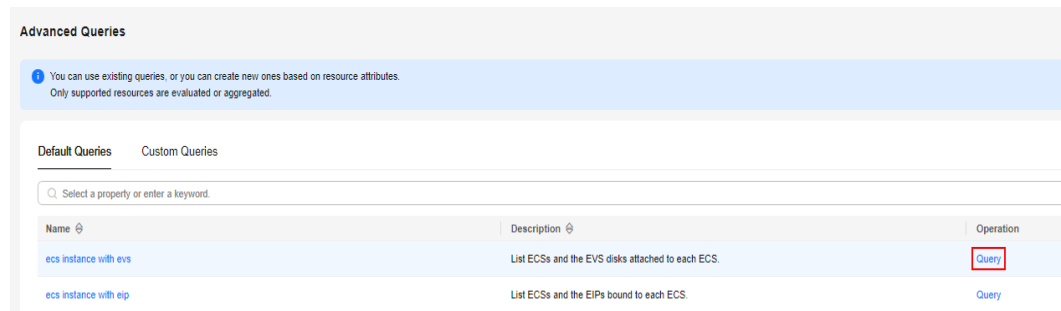 Advanced Queries
You can use existing queries, or you can create new ones based on resource attributes.
Only supported resources are evaluated or aggregated.
Default Queries Custom Queries
Select a property or enter a keyword.
Name Description Operation
ecs instance with evs List ECSs and the EVS disks attached to each ECS. Query
ecs instance with eip List ECSs and the EIPs bound to each ECS. Query